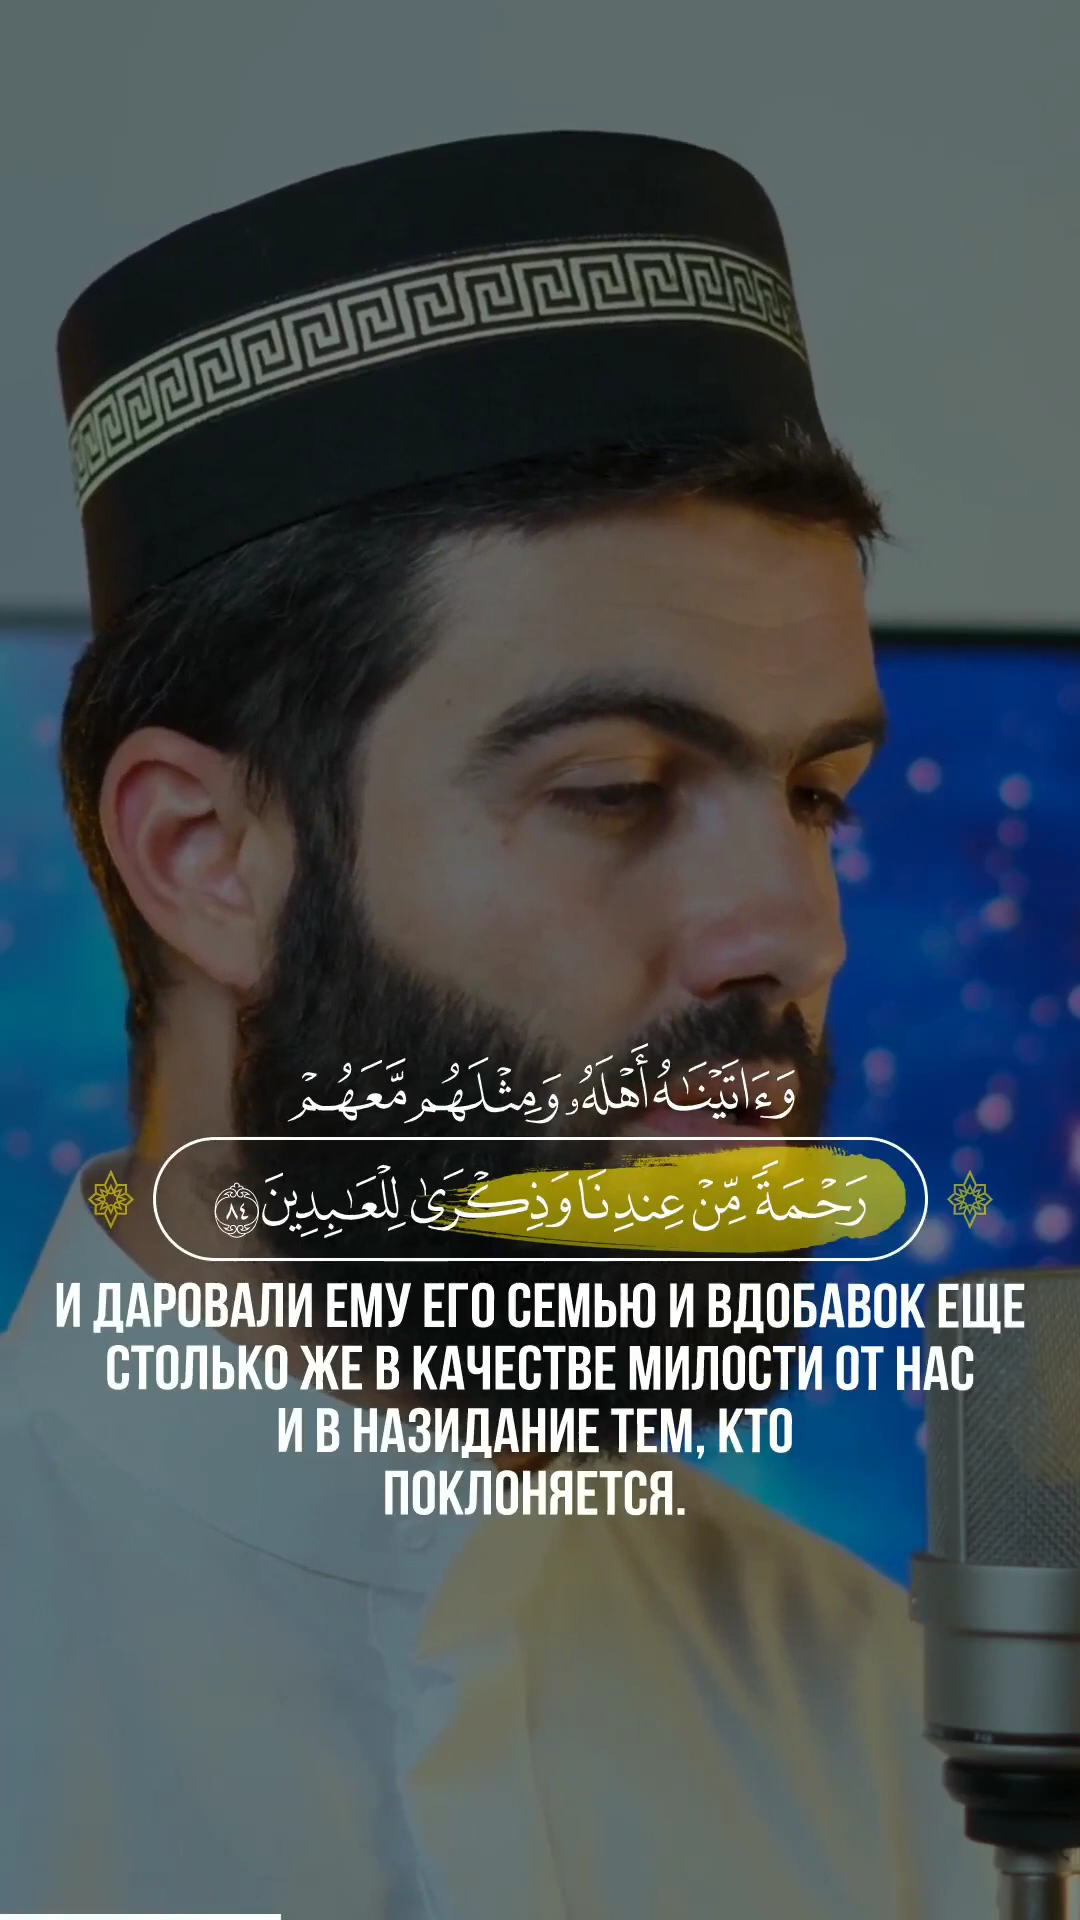 وَءَاتَيْنَـٰهُ أَهْلَهُۥ وَمِثْلَهُم مَّعَهُمْ
رَحْمَةً مِّنْ عِندِنَا وَذِكْرَىٰ لِلْعَـٰبِدِينَ ٨٤
И ДАРОВАЛИ ЕМУ ЕГО СЕМЬЮ И ВДОБАВОК ЕЩЕ
СТОЛЬКО ЖЕ В КАЧЕСТВЕ МИЛОСТИ ОТ НАС
И В НАЗИДАНИЕ ТЕМ, КТО
ПОКЛОНЯЕТСЯ.